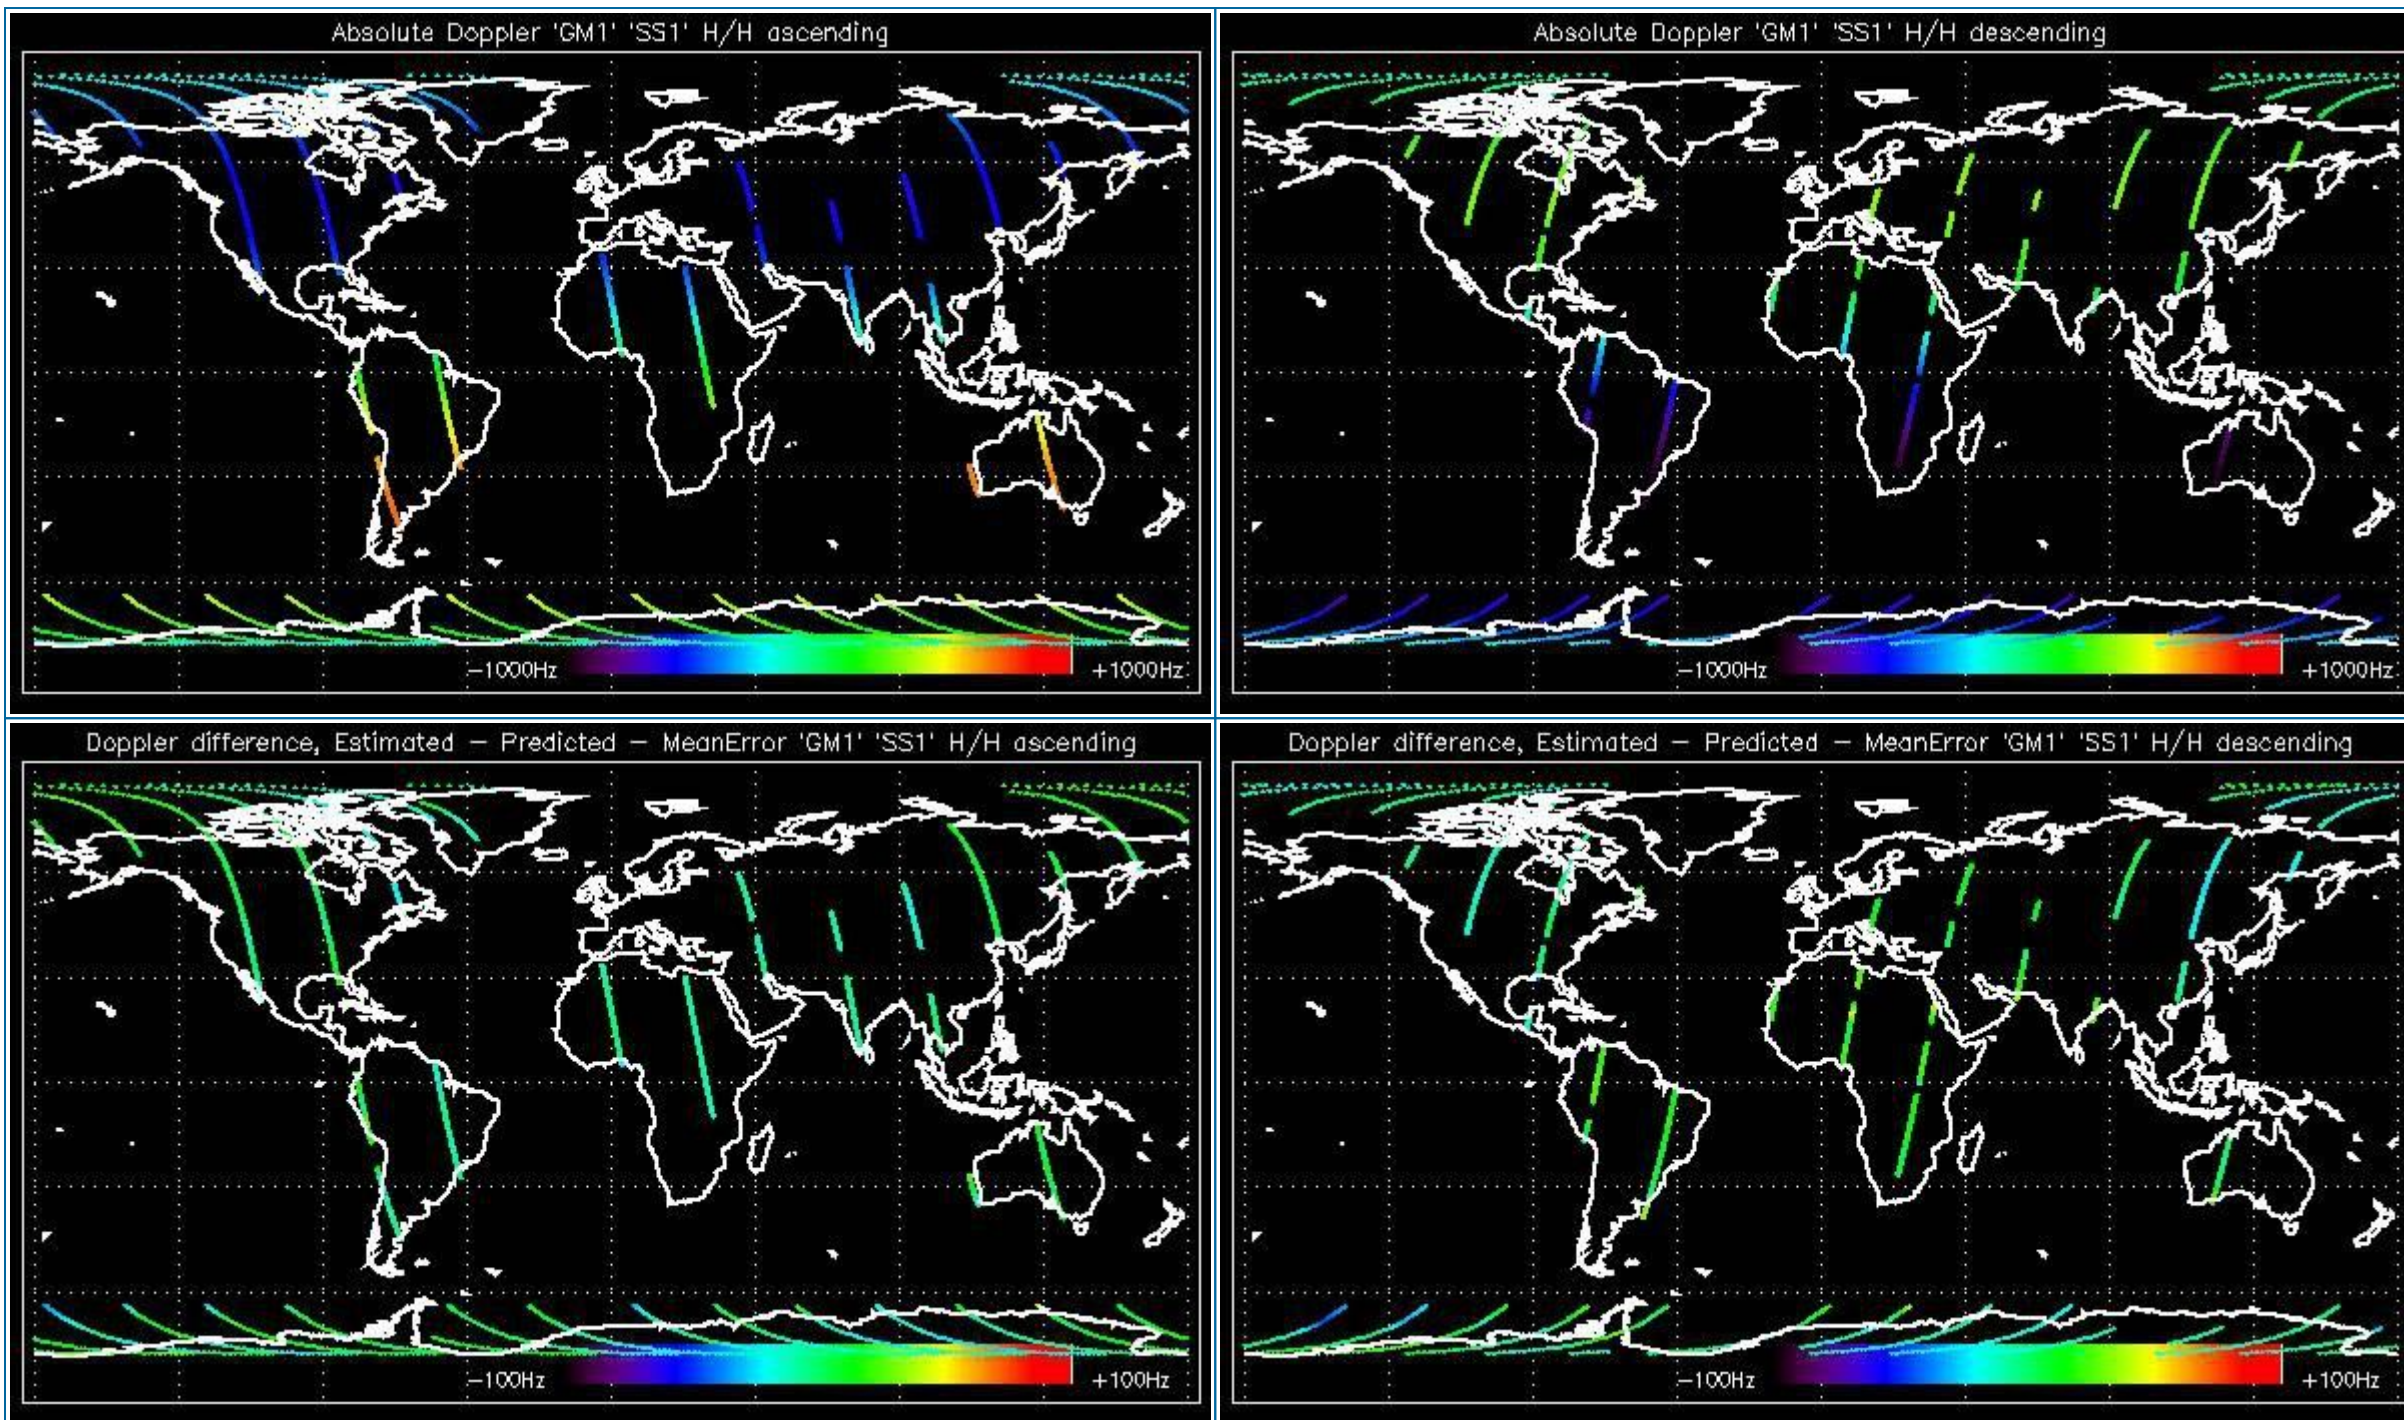 Absolute Doppler 'GM1' 'SS1' H/H ascending
−1000Hz
+1000Hz
Absolute Doppler 'GM1' 'SS1' H/H descending
−1000Hz
+1000Hz
Doppler difference, Estimated − Predicted − MeanError 'GM1' 'SS1' H/H ascending
−100Hz
+100Hz
Doppler difference, Estimated − Predicted − MeanError 'GM1' 'SS1' H/H descending
−100Hz
+100Hz